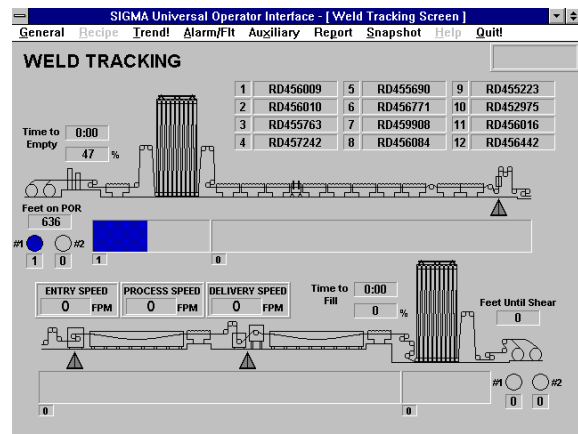 SIGMA Universal Operator Interface - [ Weld Tracking Screen ]
General Recipe Trend! Alarm/Flt Auxiliary Report Snapshot Help Quit!
WELD TRACKING
1 RD456009 5 RD455690 9 RD455223
2 RD456010 6 RD456771 10 RD452975
3 RD455763 7 RD459908 11 RD456016
4 RD457242 8 RD456084 12 RD456442
Time to Empty 0:00
47 %
Feet on POR
636
#1 #2
1 0 1 0
ENTRY SPEED PROCESS SPEED DELIVERY SPEED
0 FPM 0 FPM 0 FPM
Time to Fill 0:00
0 %
Feet Until Shear
0
#1 #2
0 0
0 0